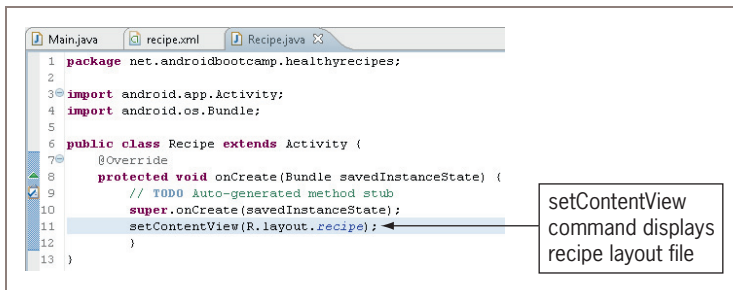 Main.java recipe.xml Recipe.java
1 package net.androidbootcamp.healthyrecipes;
2
3 import android.app.Activity;
4 import android.os.Bundle;
5
6 public class Recipe extends Activity {
7 @Override
8 protected void onCreate(Bundle savedInstanceState) {
9 // TODO Auto-generated method stub
10 super.onCreate(savedInstanceState);
11 setContentView(R.layout.recipe);
12 }
13 }
setContentView
command displays
recipe layout file